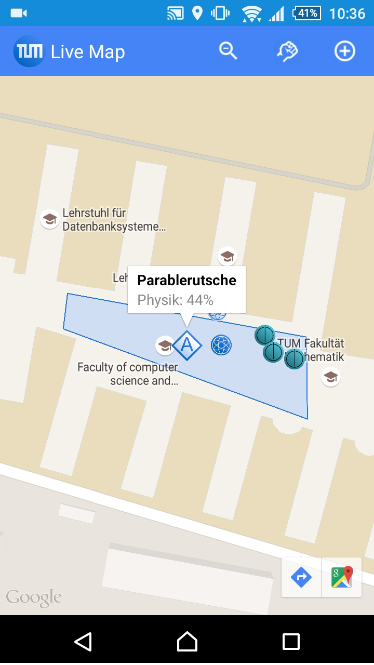 41% 10:36
TUM Live Map
Lehrstuhl für
Datenbanksysteme...
Parablerutsche
Physik: 44%
A
TUM Fakultät
Faculty of computer
science and...
Google